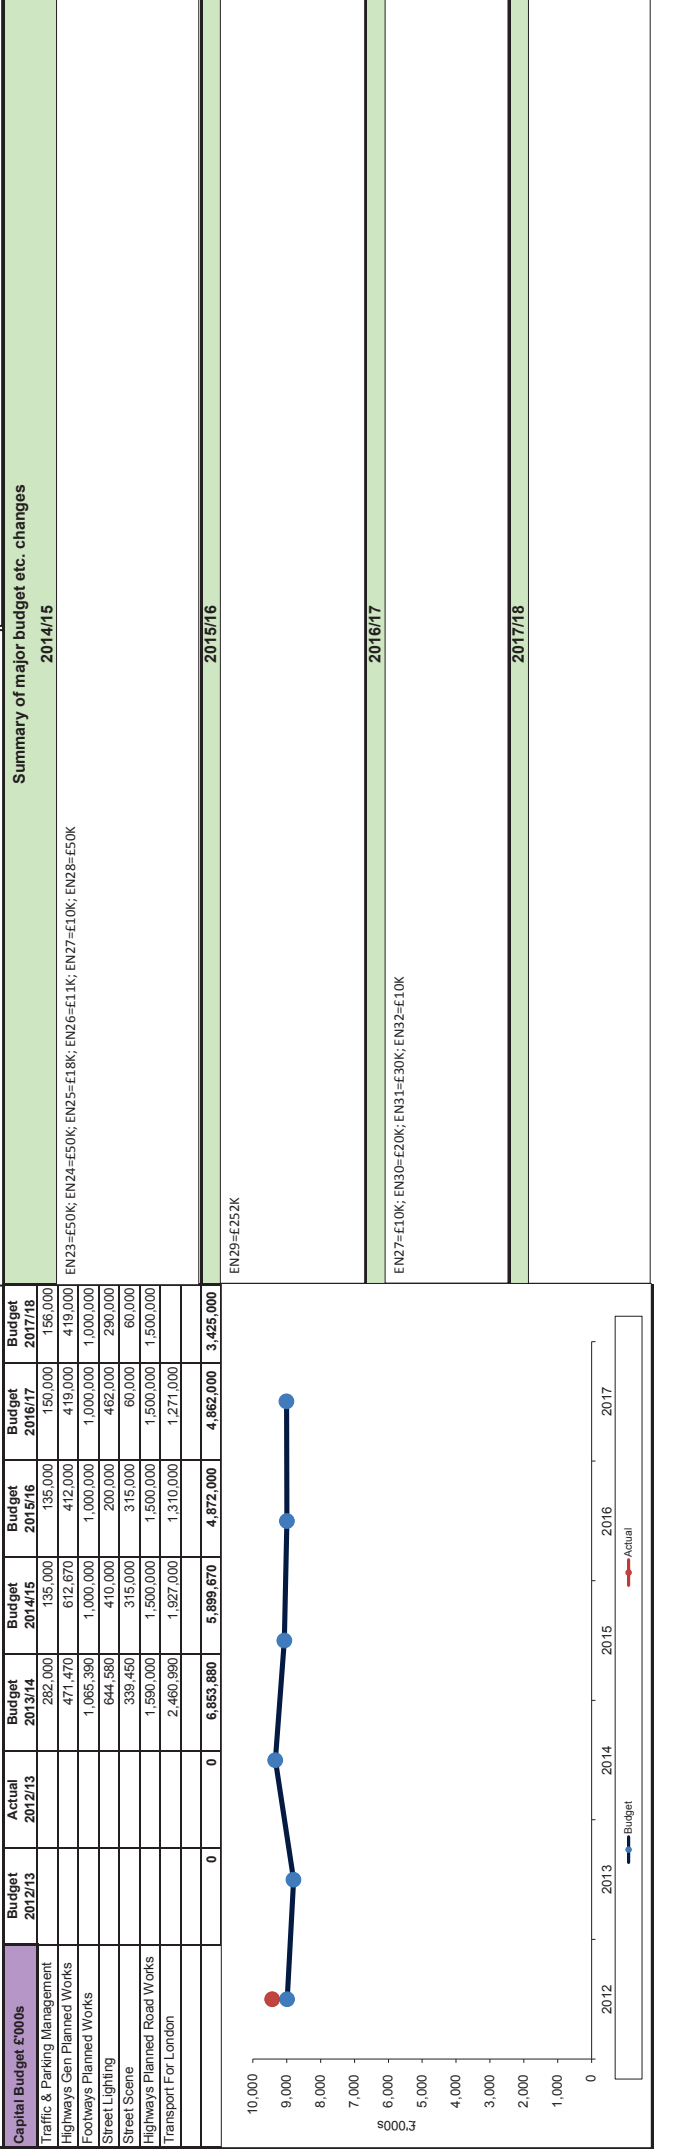 Capital Budget £'000s Budget 2012/13 Actual 2012/13 Budget 2013/14 Budget 2014/15 Budget 2015/16 Budget 2016/17 Budget 2017/18
Traffic & Parking Management 282,000 135,000 135,000 150,000 156,000
Highways Gen Planned Works 471,470 612,670 412,000 419,000 419,000
Footways Planned Works 1,065,390 1,000,000 1,000,000 1,000,000 1,000,000
Street Lighting 644,580 410,000 200,000 462,000 290,000
Street Scene 339,450 315,000 315,000 60,000 60,000
Highways Planned Road Works 1,590,000 1,500,000 1,500,000 1,500,000 1,500,000
Transport For London 2,460,990 1,927,000 1,310,000 1,271,000
0 0 6,853,880 5,899,670 4,872,000 4,862,000 3,425,000
£'000s
10,000
9,000
8,000
7,000
6,000
5,000
4,000
3,000
2,000
1,000
0
2012 2013 2014 2015 2016 2017
Budget Actual
Summary of major budget etc. changes
2014/15
EN23=£50K; EN24=£50K; EN25=£18K; EN26=£11K; EN27=£10K; EN28=£50K
2015/16
EN29=£252K
2016/17
EN27=£10K; EN30=£20K; EN31=£30K; EN32=£10K
2017/18